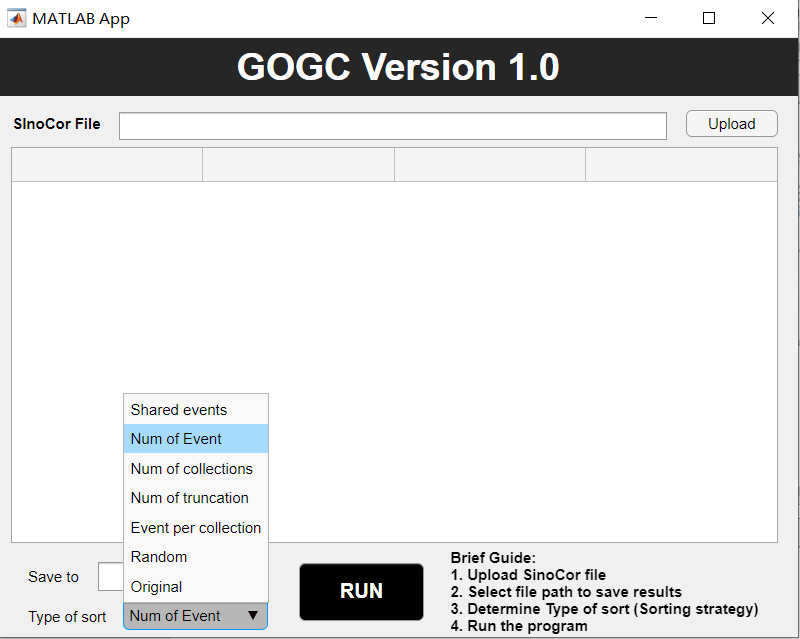 MATLAB App
GOGC Version 1.0
SInoCor File
Upload
Shared events
Num of Event
Num of collections
Num of truncation
Event per collection
Random
Original
Save to
Type of sort
Num of Event
RUN
Brief Guide:
1. Upload SinoCor file
2. Select file path to save results
3. Determine Type of sort (Sorting strategy)
4. Run the program